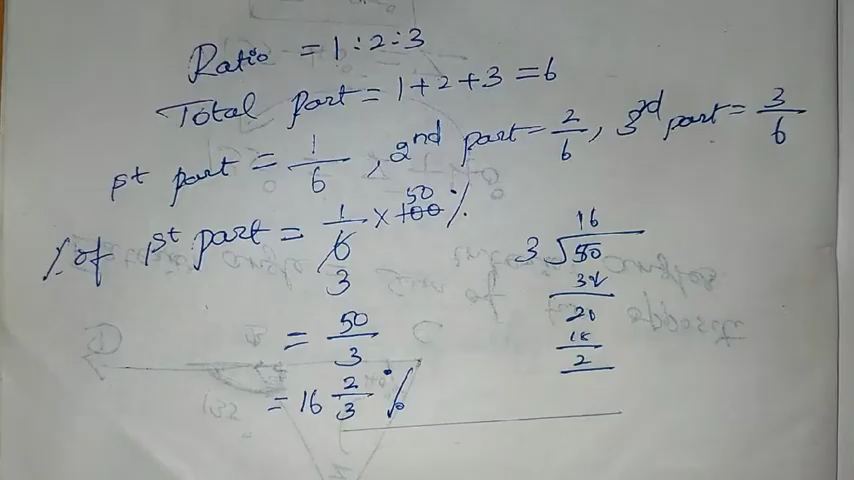 Ratio = 1:2:3
Total part = 1+2+3 = 6
1st part = 1/6, 2nd part = 2/6, 3rd part = 3/6
% of 1st part = 1/6 × 100 % 50
3
= 50/3
= 16 2/3 %
16
3 √50
20
18
2